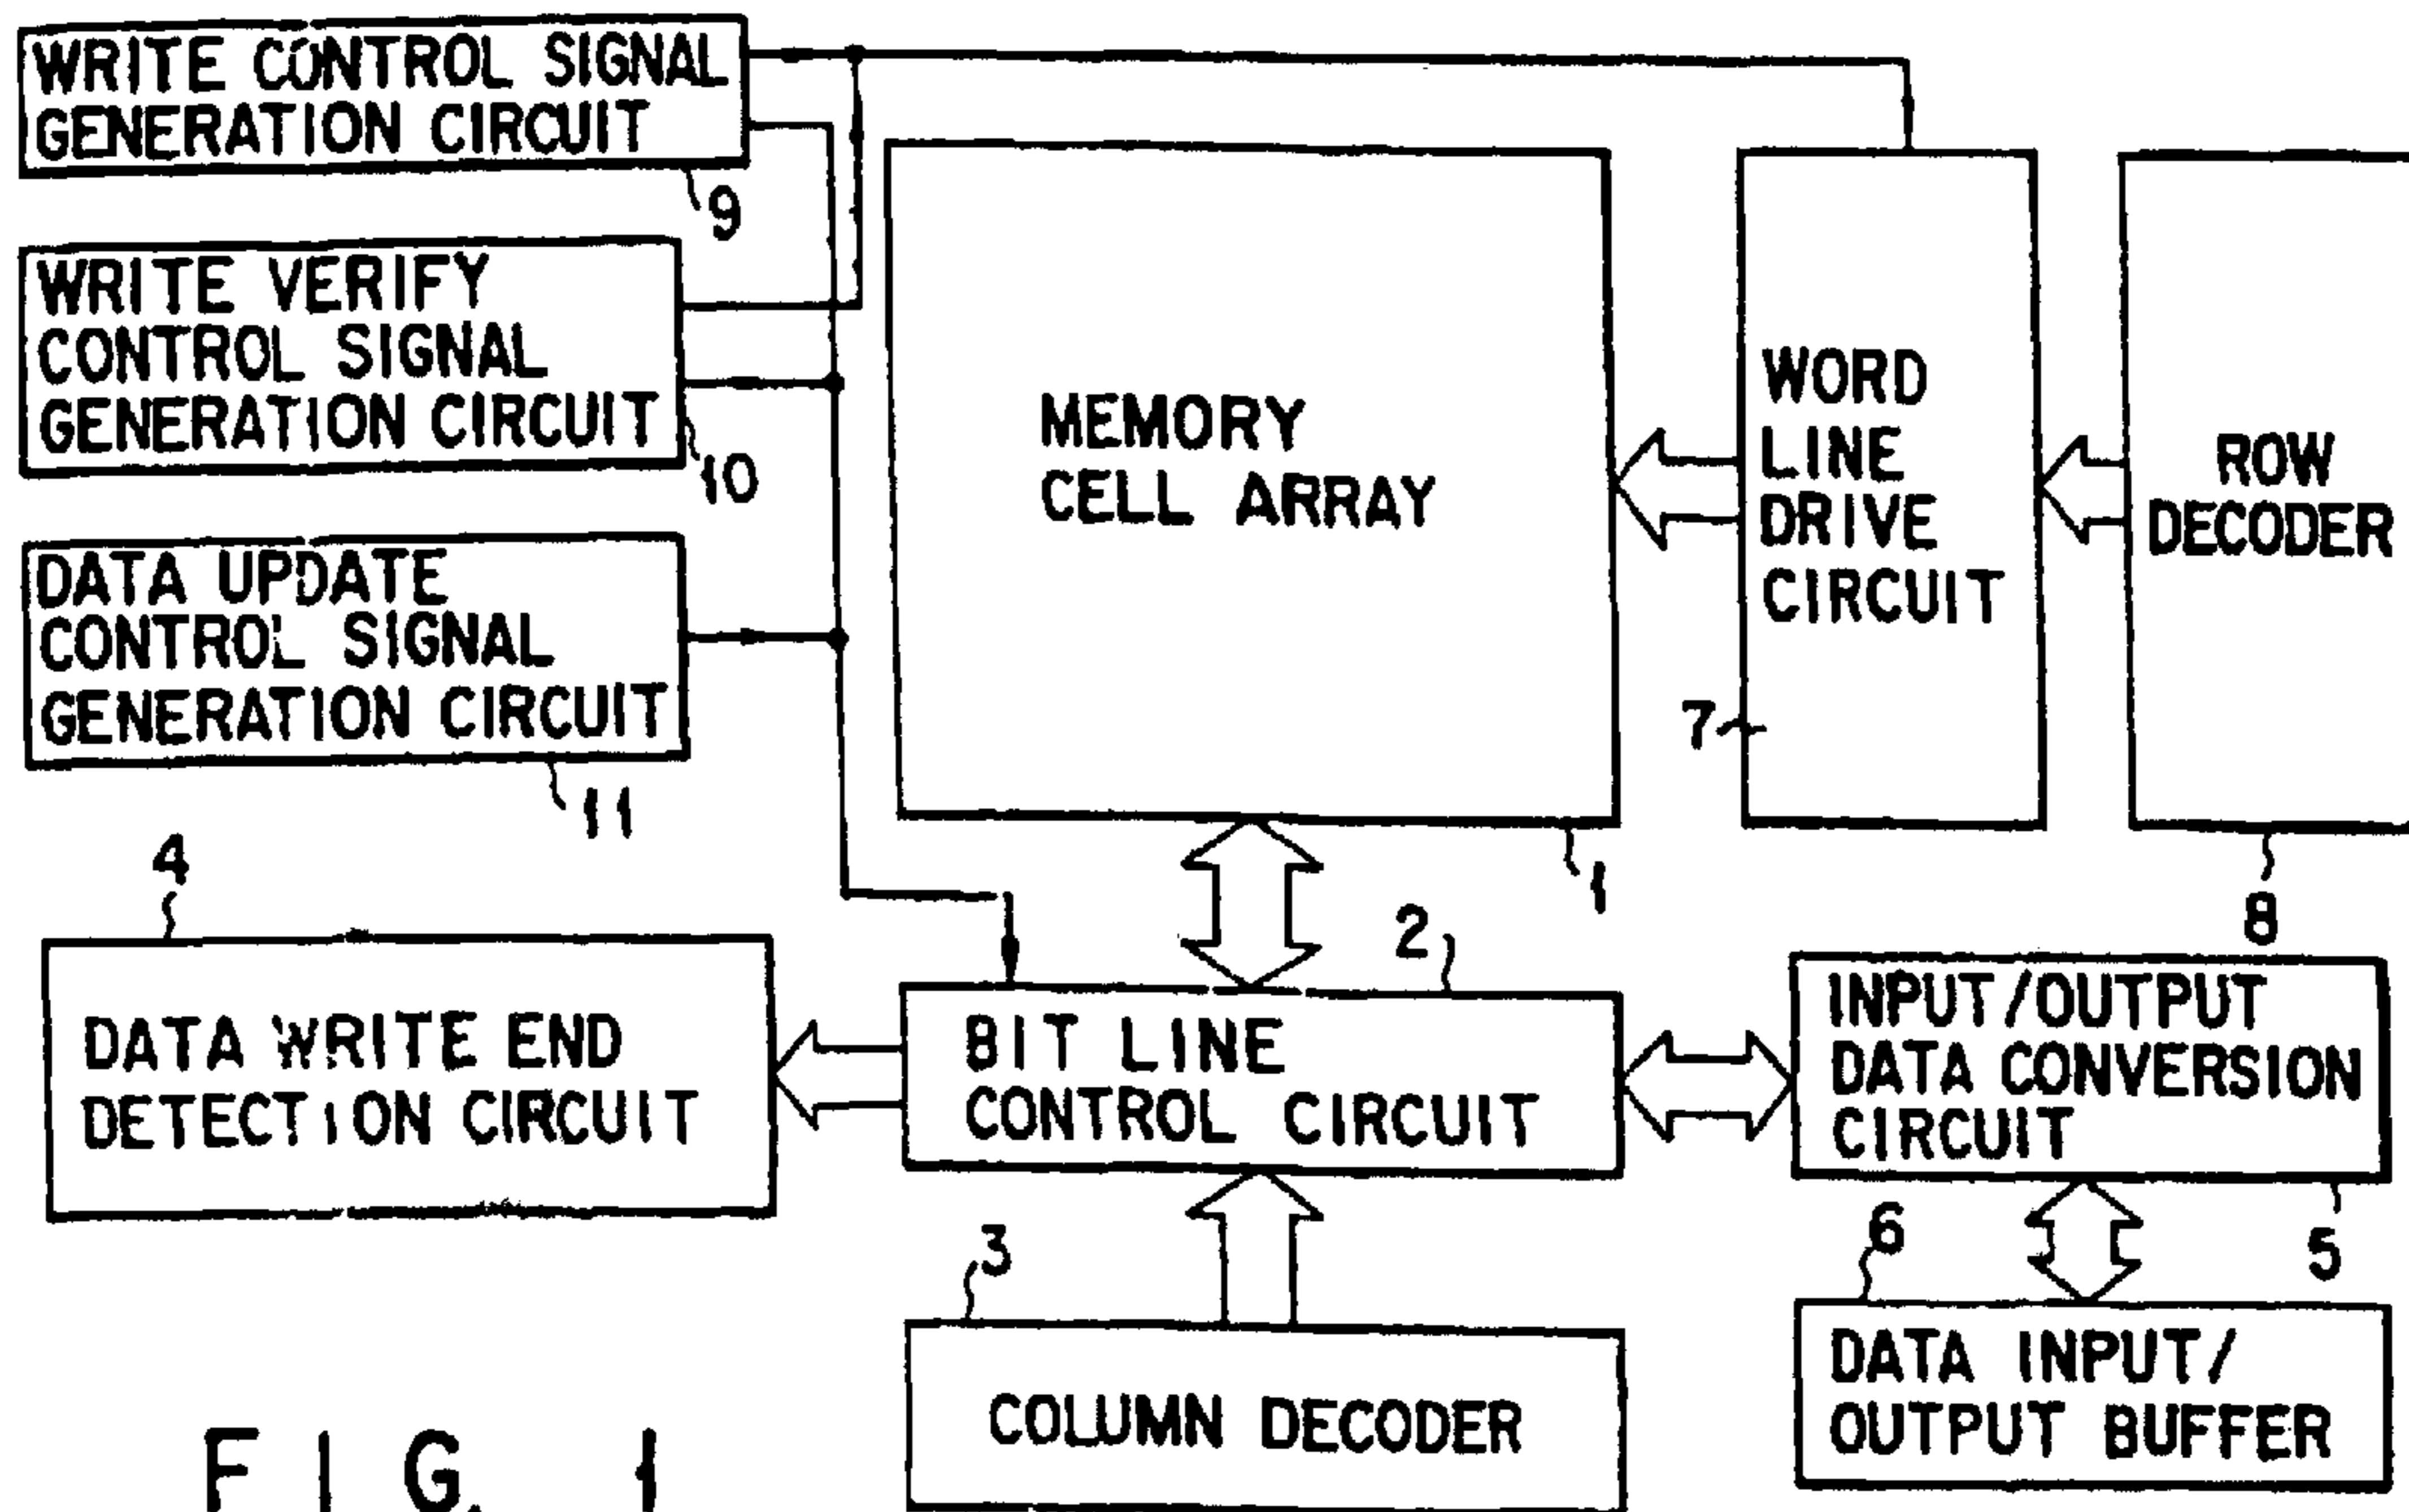 WRITE CONTROL SIGNAL
GENERATION CIRCUIT
9
WRITE VERIFY
CONTROL SIGNAL
GENERATION CIRCUIT
10
DATA UPDATE
CONTROL SIGNAL
GENERATION CIRCUIT
11
MEMORY
CELL ARRAY
1
WORD
LINE
DRIVE
CIRCUIT
7
ROW
DECODER
8
4
DATA WRITE END
DETECTION CIRCUIT
2
BIT LINE
CONTROL CIRCUIT
INPUT/OUTPUT
DATA CONVERSION
CIRCUIT
5
3
COLUMN DECODER
6
DATA INPUT/
OUTPUT BUFFER
FIG. 1